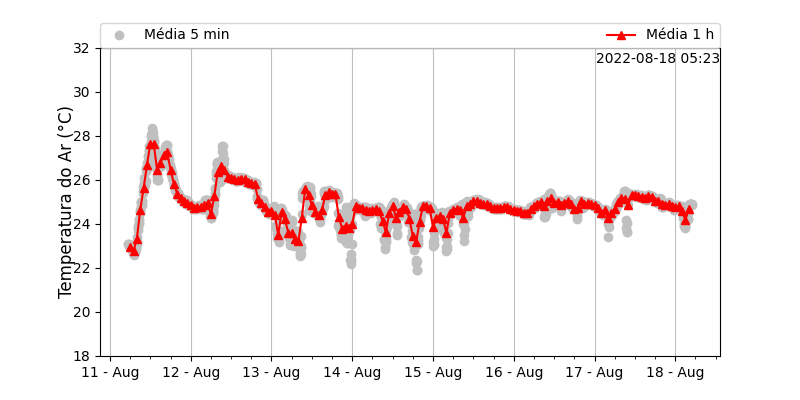 Média 5 min
Média 1 h
2022-08-18 05:23
Temperatura do Ar (°C)
32
30
28
26
24
22
20
18
11 - Aug
12 - Aug
13 - Aug
14 - Aug
15 - Aug
16 - Aug
17 - Aug
18 - Aug